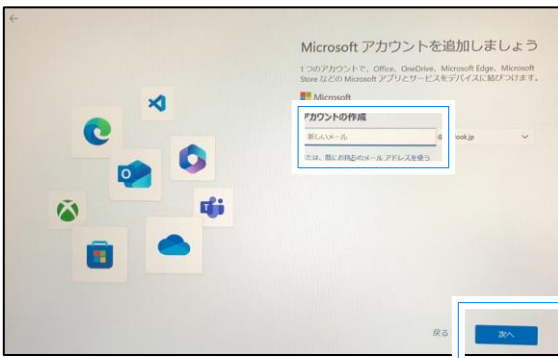 Microsoft アカウントを追加しましょう
1つのアカウントで、Office、OneDrive、Microsoft Edge、Microsoft
Store などの Microsoft アプリとサービスをデバイスに結びつけます。
Microsoft
アカウントの作成
新しいメール
ook.jp
たは、既にお持ちのメール アドレスを使う
戻る
次へ